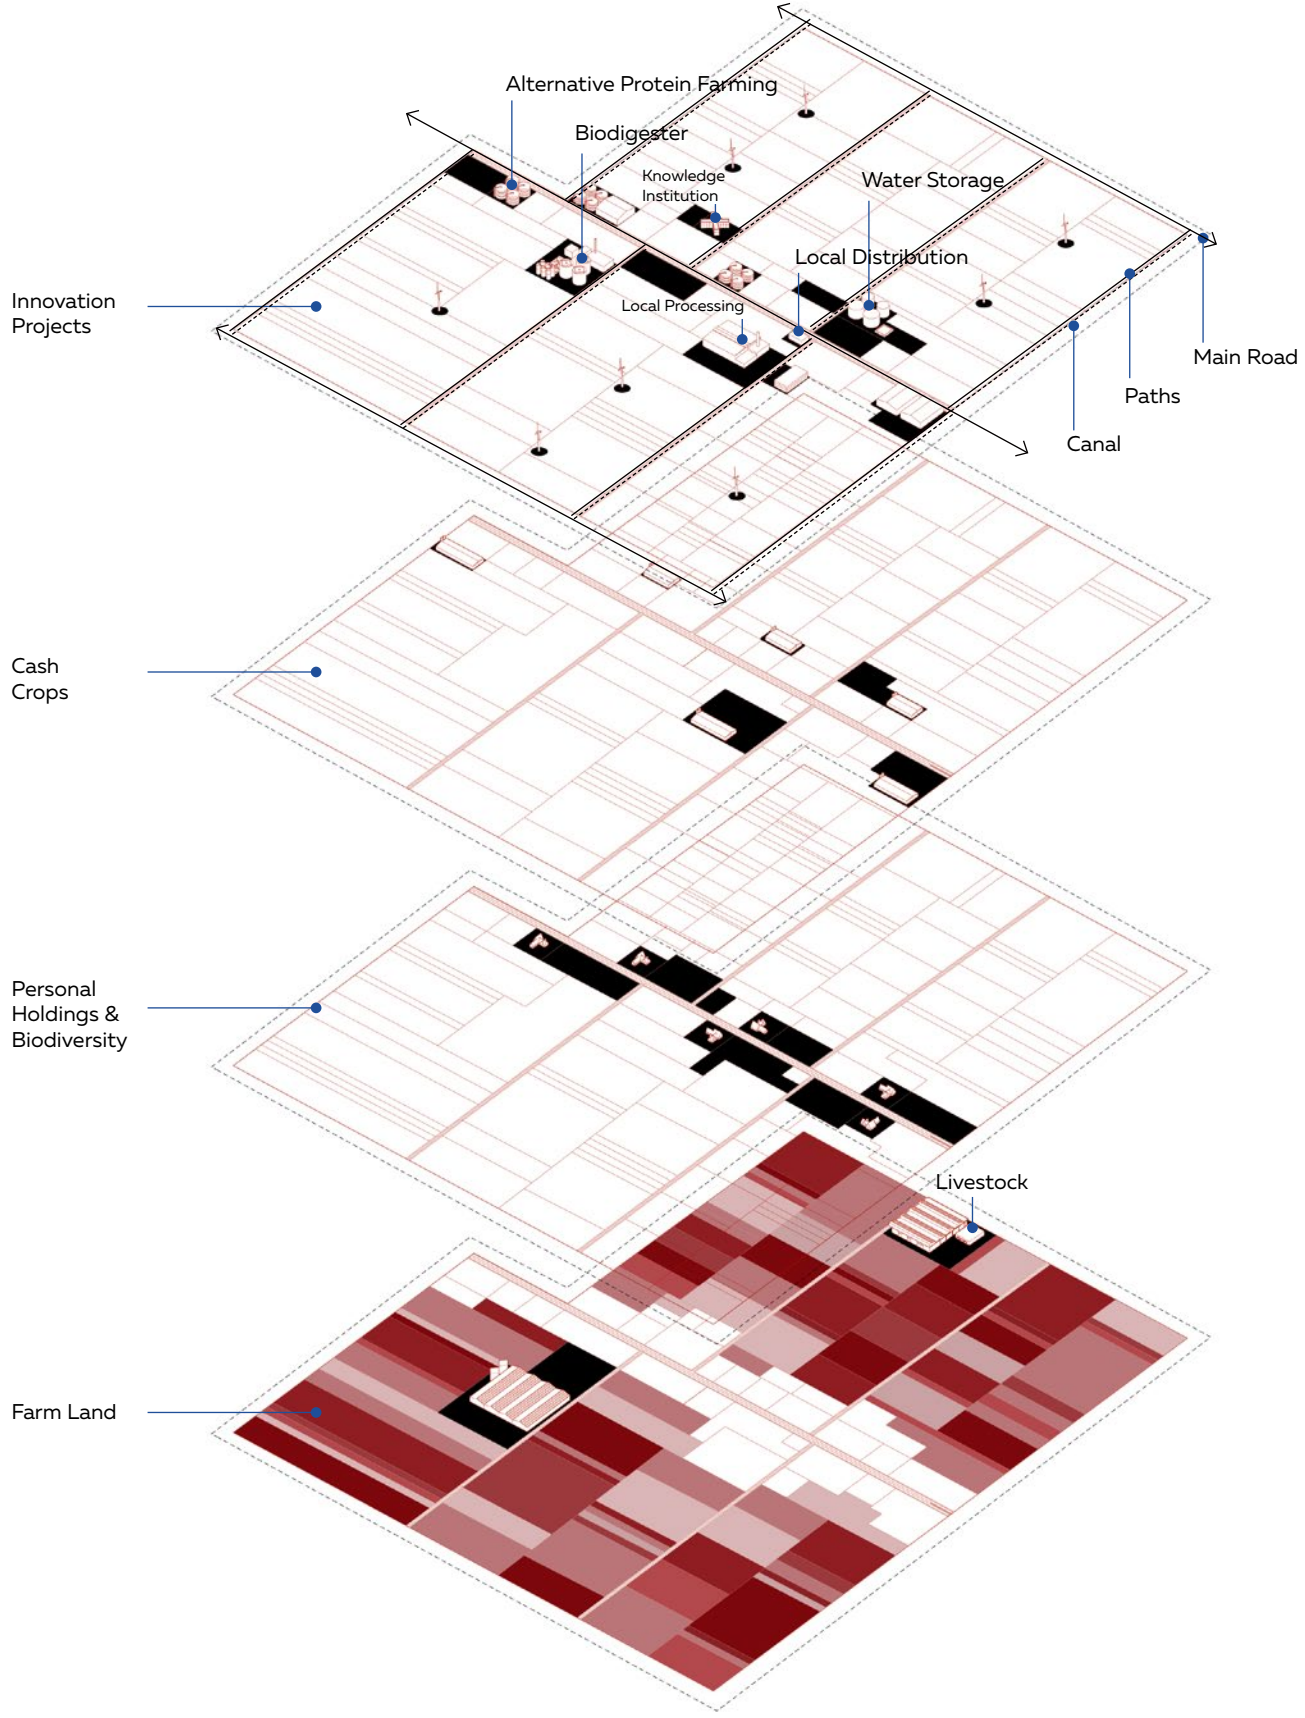 Alternative Protein Farming
Biodigester
Knowledge
Institution
Water Storage
Local Distribution
Local Processing
Innovation
Projects
Main Road
Paths
Canal
Cash
Crops
Personal
Holdings &
Biodiversity
Livestock
Farm Land